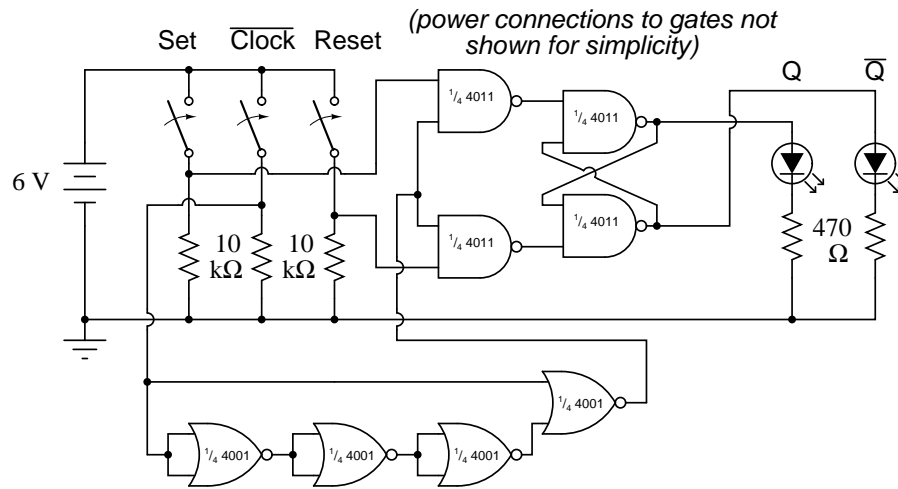 (power connections to gates not
shown for simplicity)
Set Clock Reset
Q Q
1/4 4011
1/4 4011
6 V
1/4 4011
1/4 4011
10
kΩ
10
kΩ
470
Ω
1/4 4001
1/4 4001
1/4 4001
1/4 4001